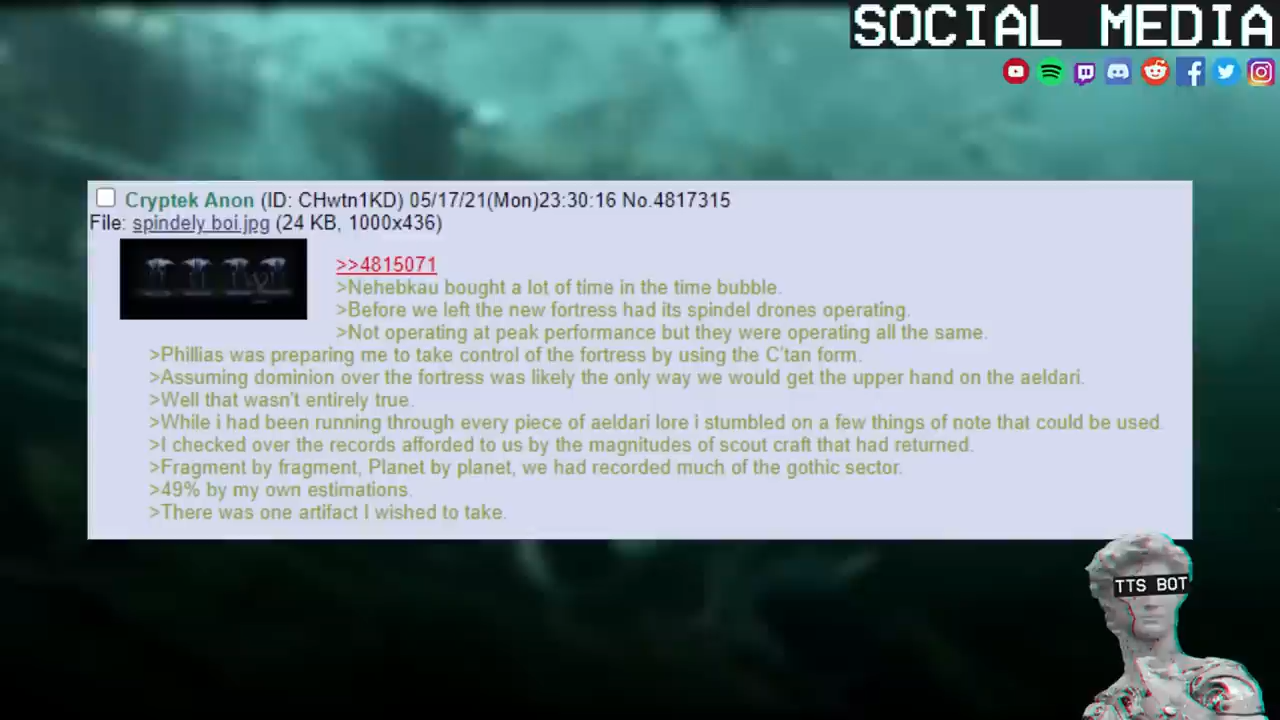 SOCIAL MEDIA
Cryptek Anon (ID: CHwtn1KD) 05/17/21(Mon)23:30:16 No.4817315
File: spindely boi.jpg (24 KB, 1000x436)
>>4815071
>Nehebkau bought a lot of time in the time bubble.
>Before we left the new fortress had its spindel drones operating.
>Not operating at peak performance but they were operating all the same.
>Phillias was preparing me to take control of the fortress by using the C'tan form.
>Assuming dominion over the fortress was likely the only way we would get the upper hand on the aeldari.
>Well that wasn't entirely true.
>While i had been running through every piece of aeldari lore i stumbled on a few things of note that could be used.
>I checked over the records afforded to us by the magnitudes of scout craft that had returned.
>Fragment by fragment, Planet by planet, we had recorded much of the gothic sector.
>49% by my own estimations.
>There was one artifact I wished to take.
TTS BOT